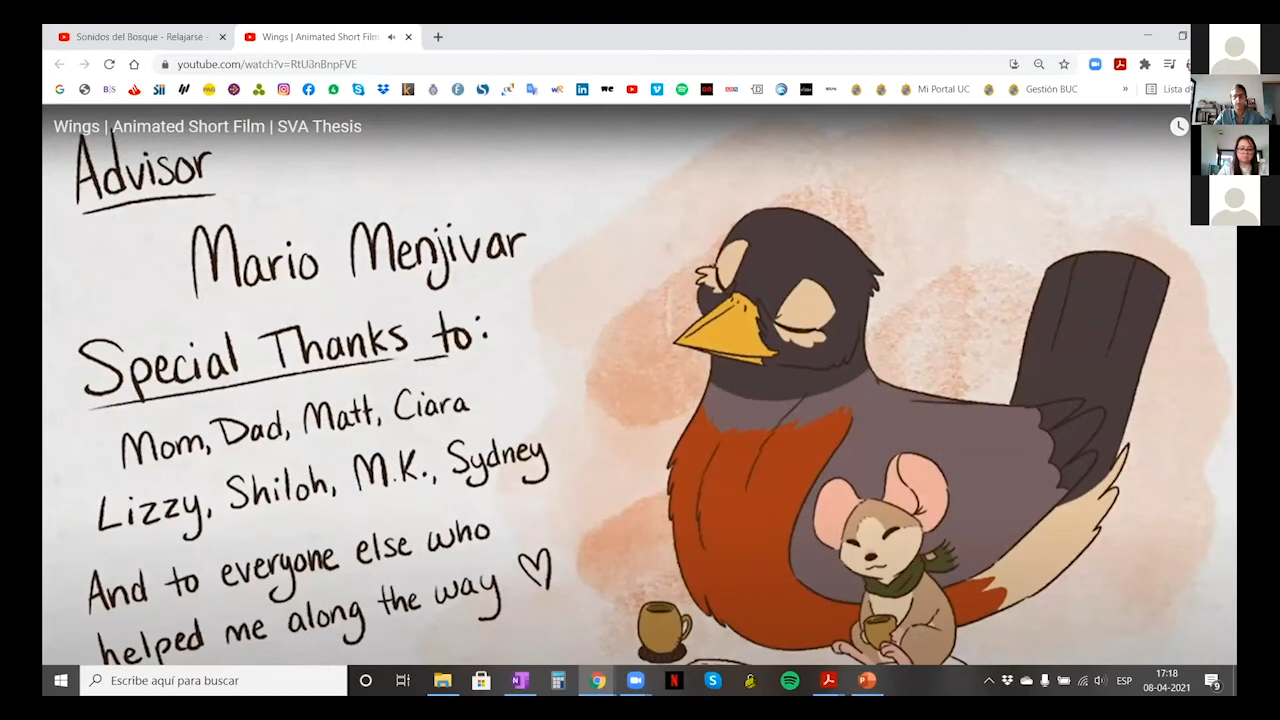 Sonidos del Bosque - Relajarse -
Wings | Animated Short Film
youtube.com/watch?v=RtU3nBnpFVE
Mi Portal UC
Gestión BUC
Lista d
Wings | Animated Short Film | SVA Thesis
Advisor
Mario Menjivar
Special Thanks to:
Mom, Dad, Matt, Ciara
Lizzy, Shiloh, M.K., Sydney
And to everyone else who
helped me along the way ♡
Escribe aquí para buscar
ESP
17:18
08-04-2021
9